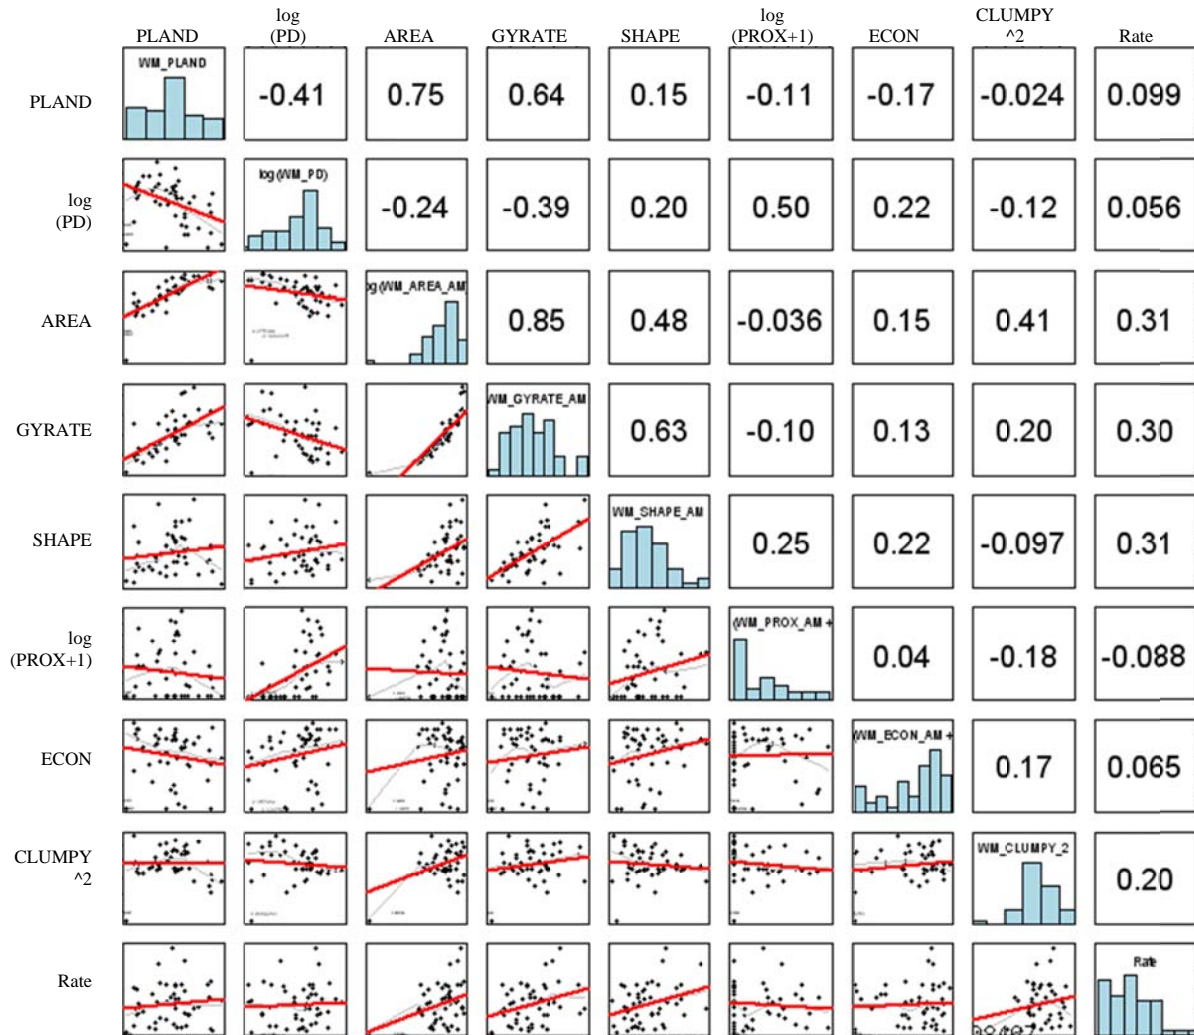 PLAND log (PD) AREA GYRATE SHAPE log (PROX+1) ECON CLUMPY ^2 Rate
PLAND WM_PLAND -0.41 0.75 0.64 0.15 -0.11 -0.17 -0.024 0.099
log (PD) log(WM_PD) -0.24 -0.39 0.20 0.50 0.22 -0.12 0.056
AREA og(WM_AREA_AM) 0.85 0.48 -0.036 0.15 0.41 0.31
GYRATE WM_GYRATE_AM 0.63 -0.10 0.13 0.20 0.30
SHAPE WM_SHAPE_AM 0.25 0.22 -0.097 0.31
log (PROX+1) (WM_PROX_AM + 0.04 -0.18 -0.088
ECON (WM_ECON_AM + 0.17 0.065
CLUMPY ^2 WM_CLUMPY_2 0.20
Rate Rate